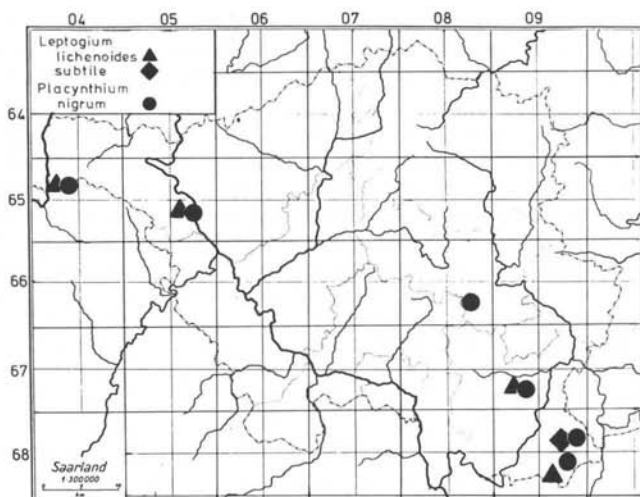 04 05 06 07 08 09
Leptogium
lichenoides ▲
subtile ◆
Placynthium
nigrum ●
64
65
66
67
68
Saarland
1:300000
km